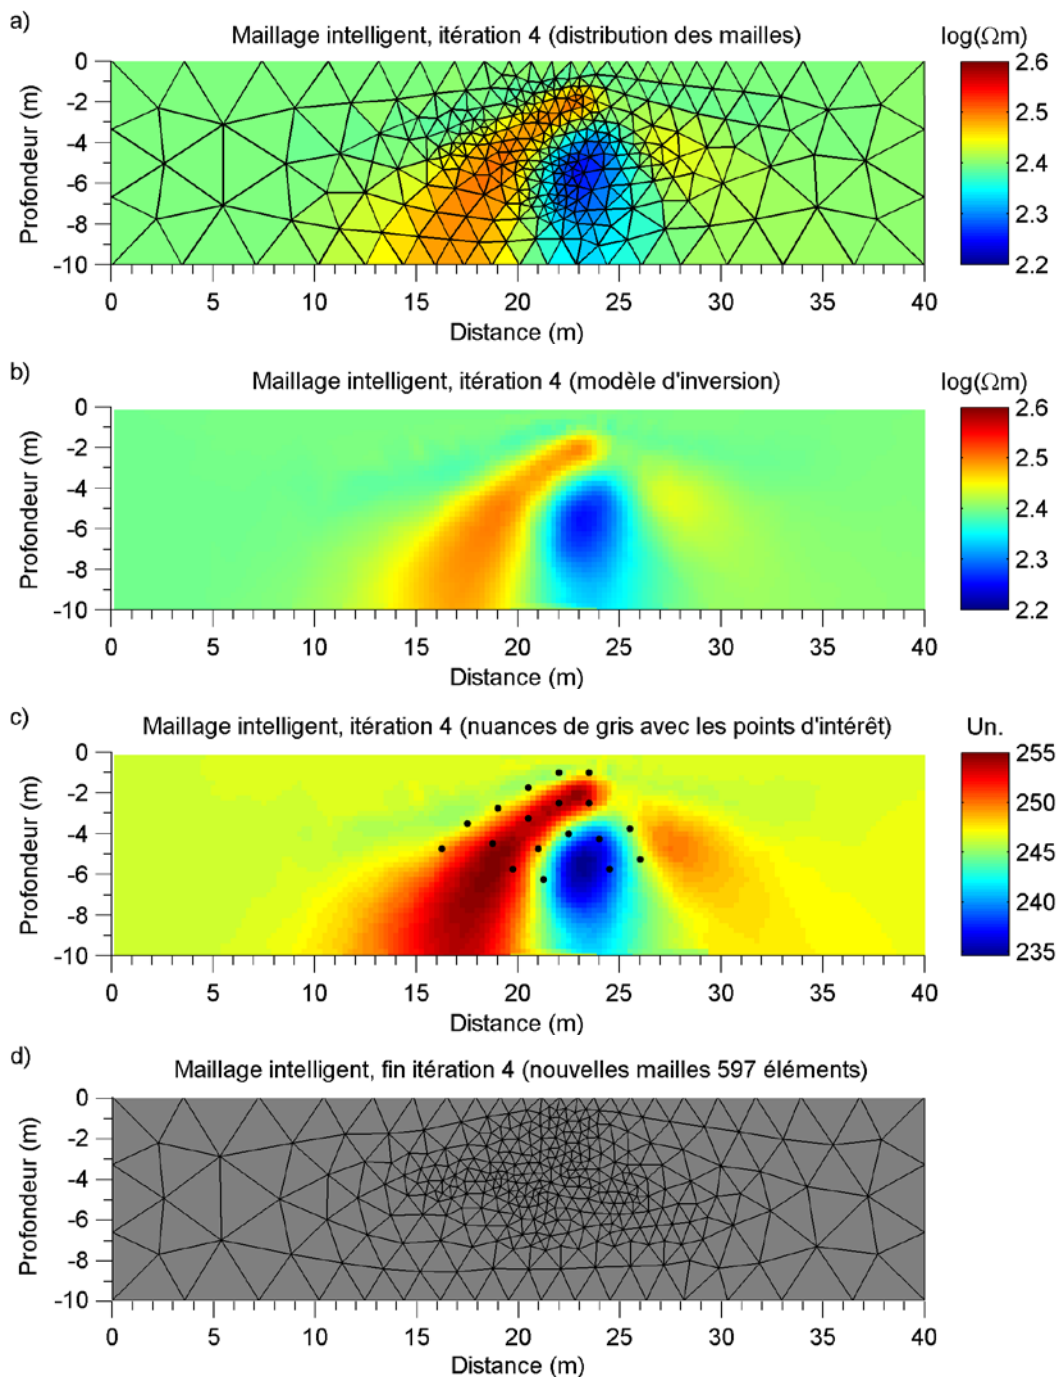 a)
Maillage intelligent, itération 4 (distribution des mailles)
log(Ωm)
Profondeur (m)
0
-2
-4
-6
-8
-10
0 5 10 15 20 25 30 35 40
Distance (m)
2.6
2.5
2.4
2.3
2.2
b)
Maillage intelligent, itération 4 (modèle d'inversion)
log(Ωm)
Profondeur (m)
0
-2
-4
-6
-8
-10
0 5 10 15 20 25 30 35 40
Distance (m)
2.6
2.5
2.4
2.3
2.2
c)
Maillage intelligent, itération 4 (nuances de gris avec les points d'intérêt)
Un.
Profondeur (m)
0
-2
-4
-6
-8
-10
0 5 10 15 20 25 30 35 40
Distance (m)
255
250
245
240
235
d)
Maillage intelligent, fin itération 4 (nouvelles mailles 597 éléments)
Profondeur (m)
0
-2
-4
-6
-8
-10
0 5 10 15 20 25 30 35 40
Distance (m)